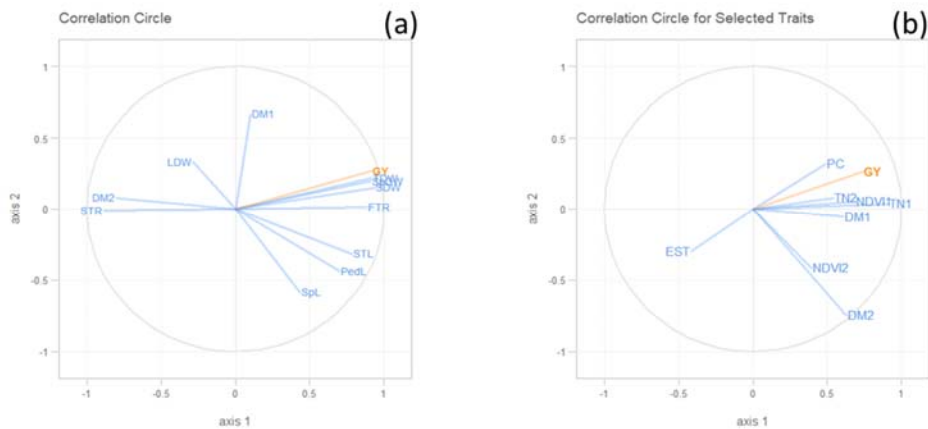 Correlation Circle
(a)
1
0.5
0
-0.5
-1
axis 2
DM1
LDW
GY
TDW
SpDW
SDW
DM2
STR
FTR
STL
PedL
SpL
-1
-0.5
0
0.5
1
axis 1
Correlation Circle for Selected Traits
(b)
1
0.5
0
-0.5
-1
axis 2
PC
GY
TN2
NDVI1
TN1
DM1
EST
NDVI2
DM2
-1
-0.5
0
0.5
1
axis 1